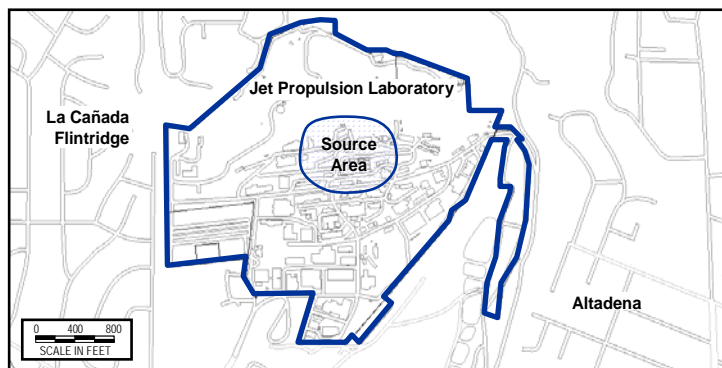 Jet Propulsion Laboratory
La Cañada
Flintridge
Source
Area
Altadena
0 400 800
SCALE IN FEET